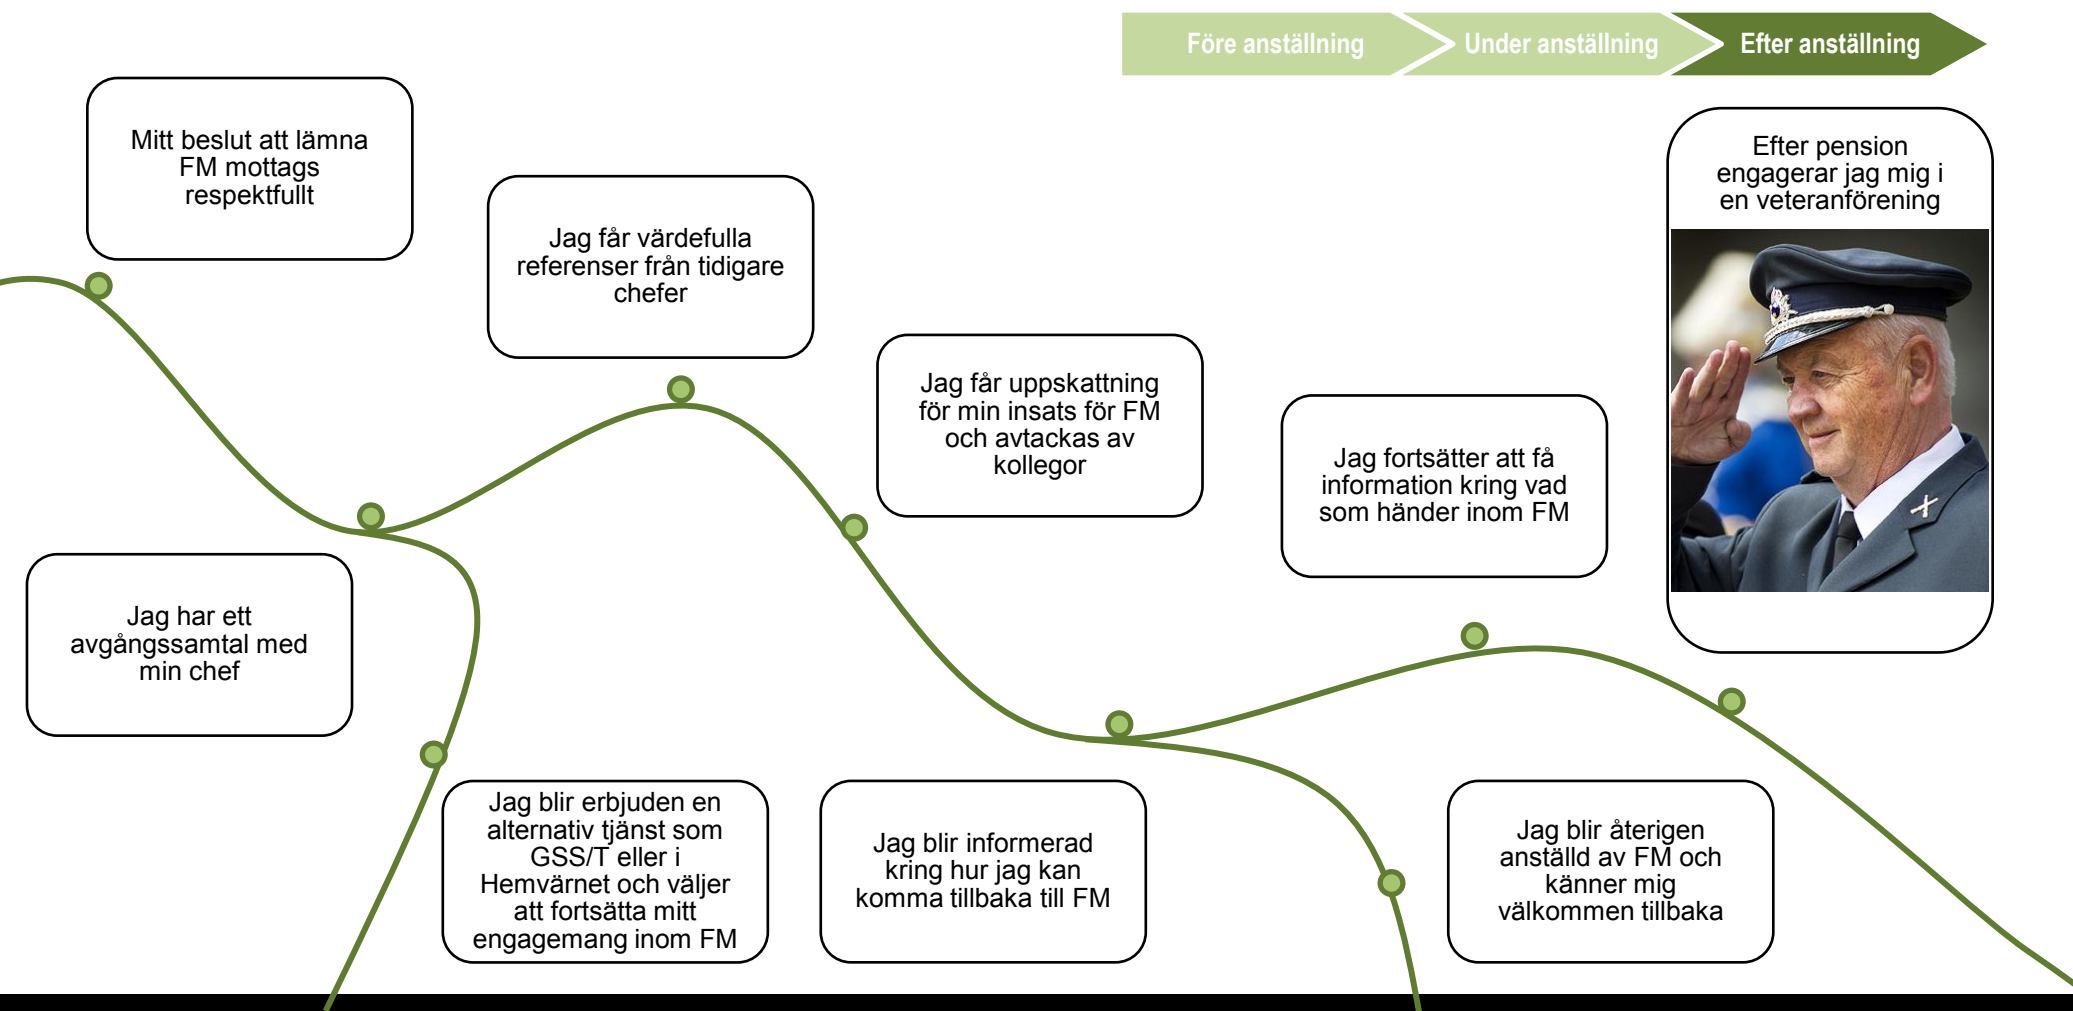 Före anställning
Under anställning
Efter anställning
Mitt beslut att lämna
FM mottags
respektfullt
Jag får värdefulla
referenser från tidigare
chefer
Jag får uppskattning
för min insats för FM
och avtackas av
kollegor
Jag fortsätter att få
information kring vad
som händer inom FM
Efter pension
engagerar jag mig i
en veteranförening
Jag har ett
avgångssamtal med
min chef
Jag blir erbjuden en
alternativ tjänst som
GSS/T eller i
Hemvärnet och väljer
att fortsätta mitt
engagemang inom FM
Jag blir informerad
kring hur jag kan
komma tillbaka till FM
Jag blir återigen
anställd av FM och
känner mig
välkommen tillbaka